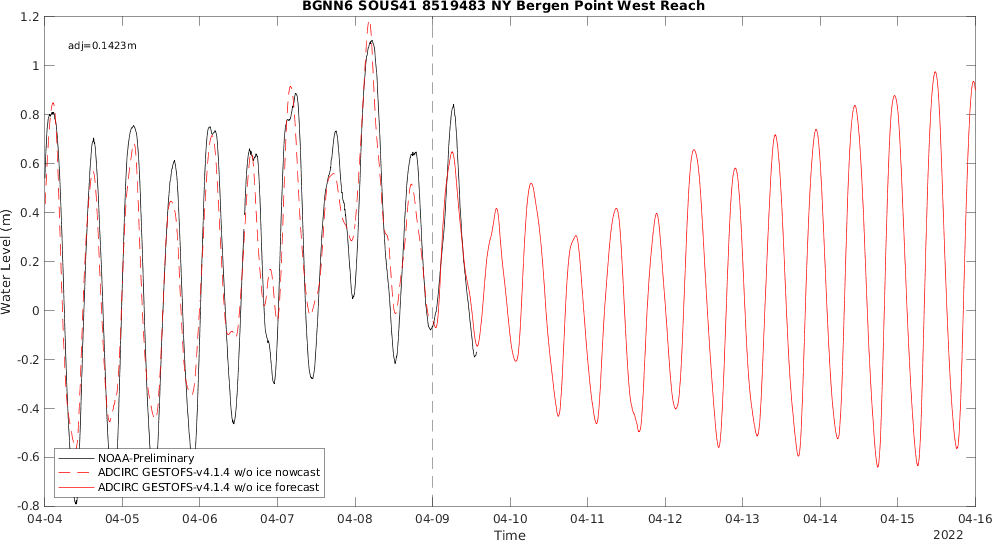 BGNN6 SOUS41 8519483 NY Bergen Point West Reach
1.2
adj=0.1423m
1
0.8
0.6
0.4
0.2
0
-0.2
-0.4
-0.6
-0.8
Water Level (m)
NOAA-Preliminary
ADCIRC GESTOFS-v4.1.4 w/o ice nowcast
ADCIRC GESTOFS-v4.1.4 w/o ice forecast
04-04 04-05 04-06 04-07 04-08 04-09 04-10 04-11 04-12 04-13 04-14 04-15 04-16
Time
2022